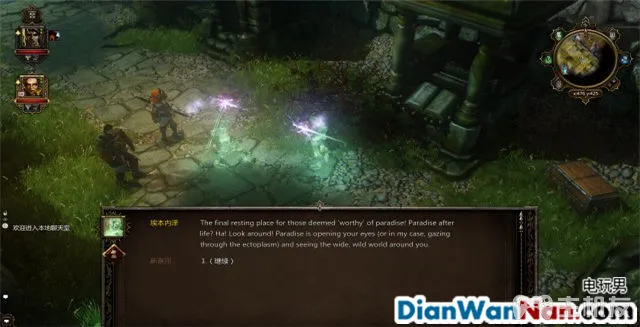 x:476 y:425
欢迎进入本地聊天室
埃本内泽
The final resting place for those deemed 'worthy' of paradise! Paradise after
life? Ha! Look around! Paradise is opening your eyes (or in my case, gazing
through the ectoplasm) and seeing the wide, wild world around you.
1.（继续）
电玩男
DianWanNan.com